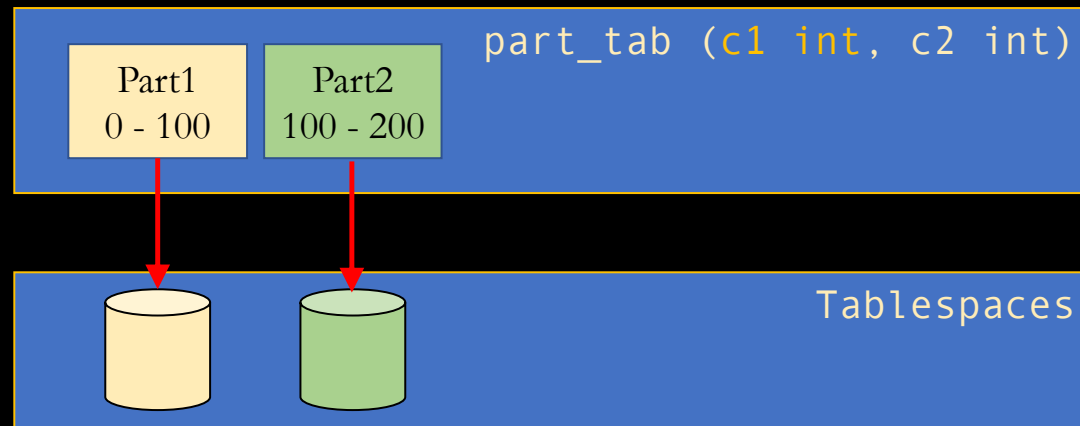 part_tab (c1 int, c2 int)
Part1
0 - 100
Part2
100 - 200
Tablespaces